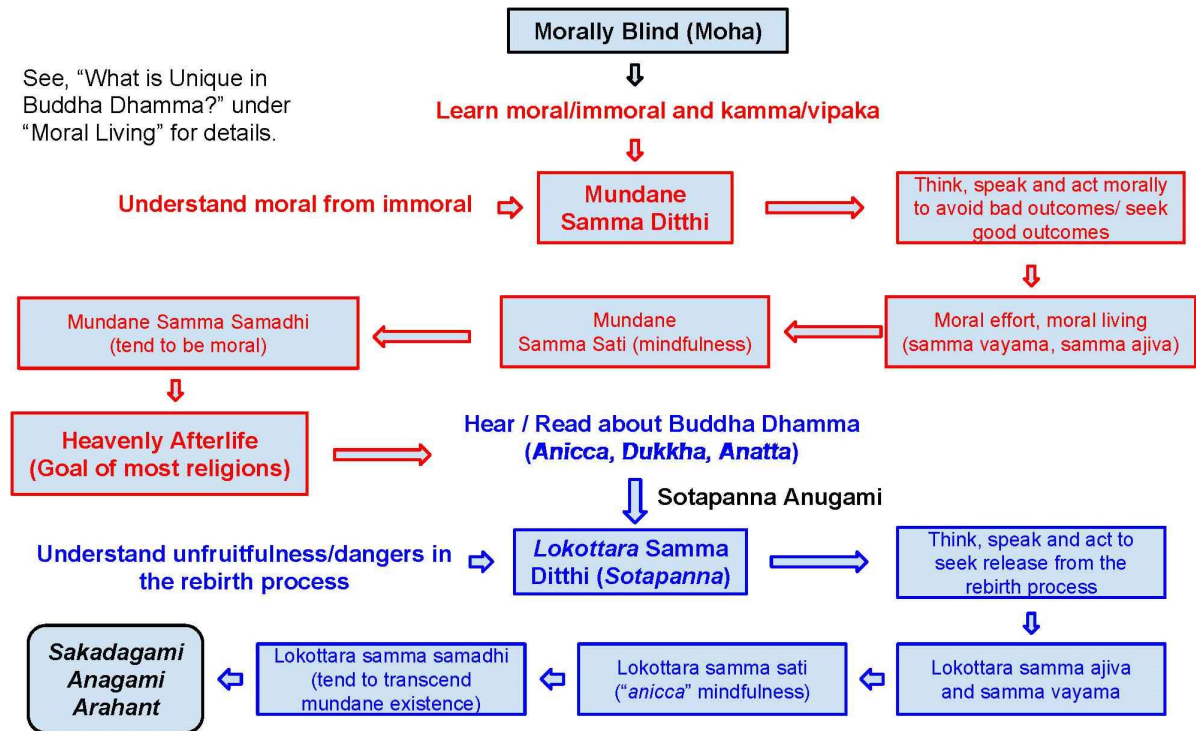 Morally Blind (Moha)
See, “What is Unique in
Buddha Dhamma?” under
“Moral Living” for details.
Learn moral/immoral and kamma/vipaka
Understand moral from immoral
Mundane
Samma Ditthi
Think, speak and act morally
to avoid bad outcomes/ seek
good outcomes
Moral effort, moral living
(samma vayama, samma ajiva)
Mundane
Samma Sati (mindfulness)
Mundane Samma Samadhi
(tend to be moral)
Heavenly Afterlife
(Goal of most religions)
Hear / Read about Buddha Dhamma
(Anicca, Dukkha, Anatta)
Sotapanna Anugami
Understand unfruitfulness/dangers in
the rebirth process
Lokottara Samma
Ditthi (Sotapanna)
Think, speak and act to
seek release from the
rebirth process
Lokottara samma ajiva
and samma vayama
Lokottara samma sati
(“anicca” mindfulness)
Lokottara samma samadhi
(tend to transcend
mundane existence)
Sakadagami
Anagami
Arahant